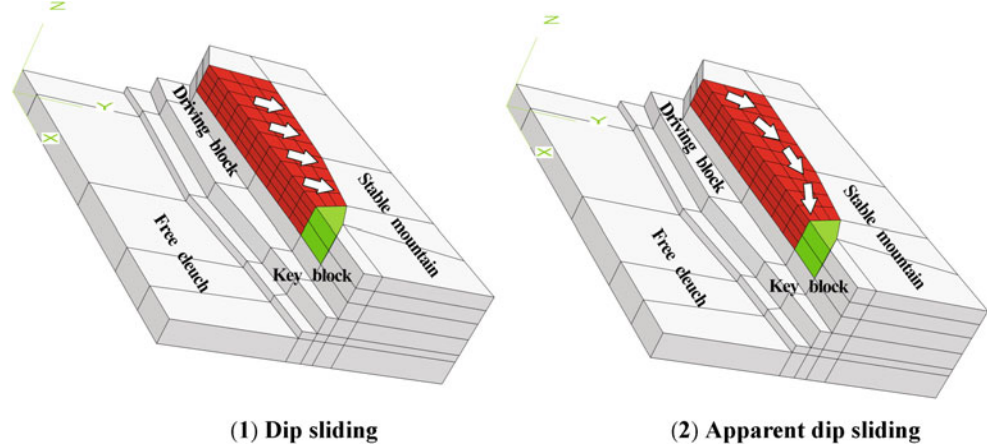 Z
Y
X
Driving block
Stable mountain
Free cleuch
Key block
(1) Dip sliding
Z
Y
X
Driving block
Stable mountain
Free cleuch
Key block
(2) Apparent dip sliding